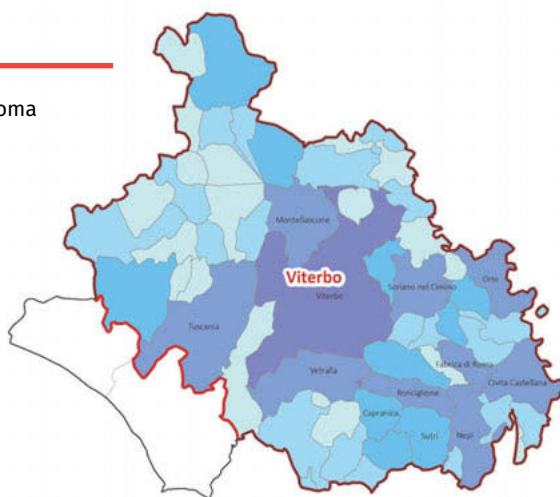 oma
Montefiascone
Viterbo
Viterbo
Soriano nel Cimino
Orte
Tuscania
Vetralla
Fabrica di Roma
Ronciglione
Civita Castellana
Capranica
Sutri
Nepi